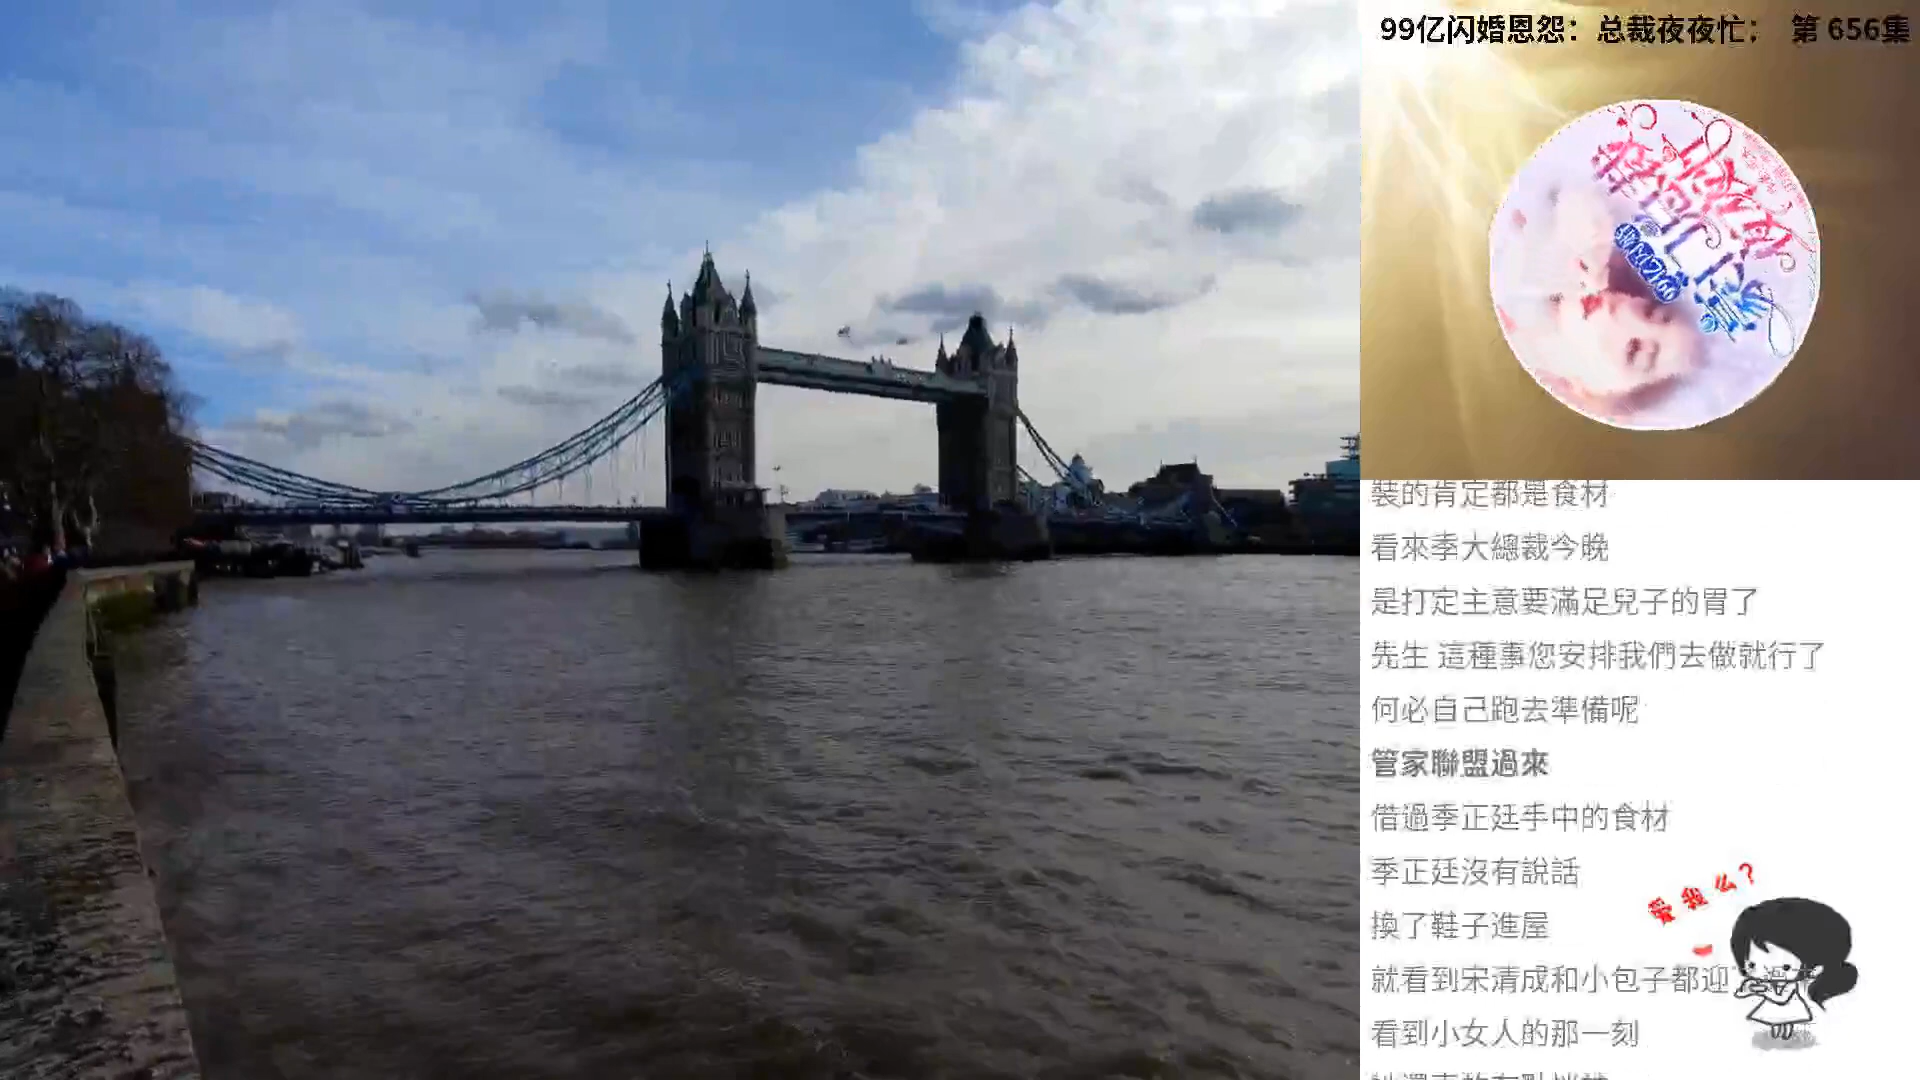 99亿闪婚恩怨：总裁夜夜忙； 第 656集
裝的肯定都是食材
看來季大總裁今晚
是打定主意要滿足兒子的胃了
先生 這種事您安排我們去做就行了
何必自己跑去準備呢
管家聯盟過來
借過季正廷手中的食材
季正廷沒有說話
換了鞋子進屋
就看到宋清成和小包子都迎了過來
看到小女人的那一刻
爱我么？